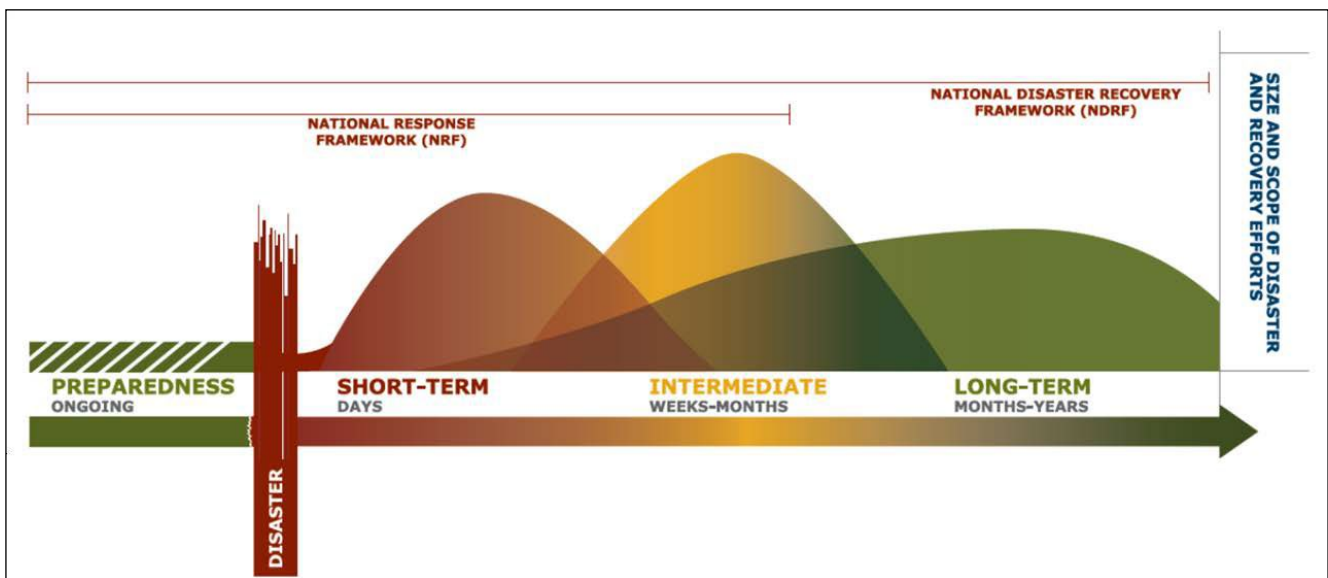 NATIONAL DISASTER RECOVERY
FRAMEWORK (NDRF)
NATIONAL RESPONSE
FRAMEWORK (NRF)
SIZE AND SCOPE OF DISASTER
AND RECOVERY EFFORTS
PREPAREDNESS
ONGOING
SHORT-TERM
DAYS
INTERMEDIATE
WEEKS-MONTHS
LONG-TERM
MONTHS-YEARS
DISASTER